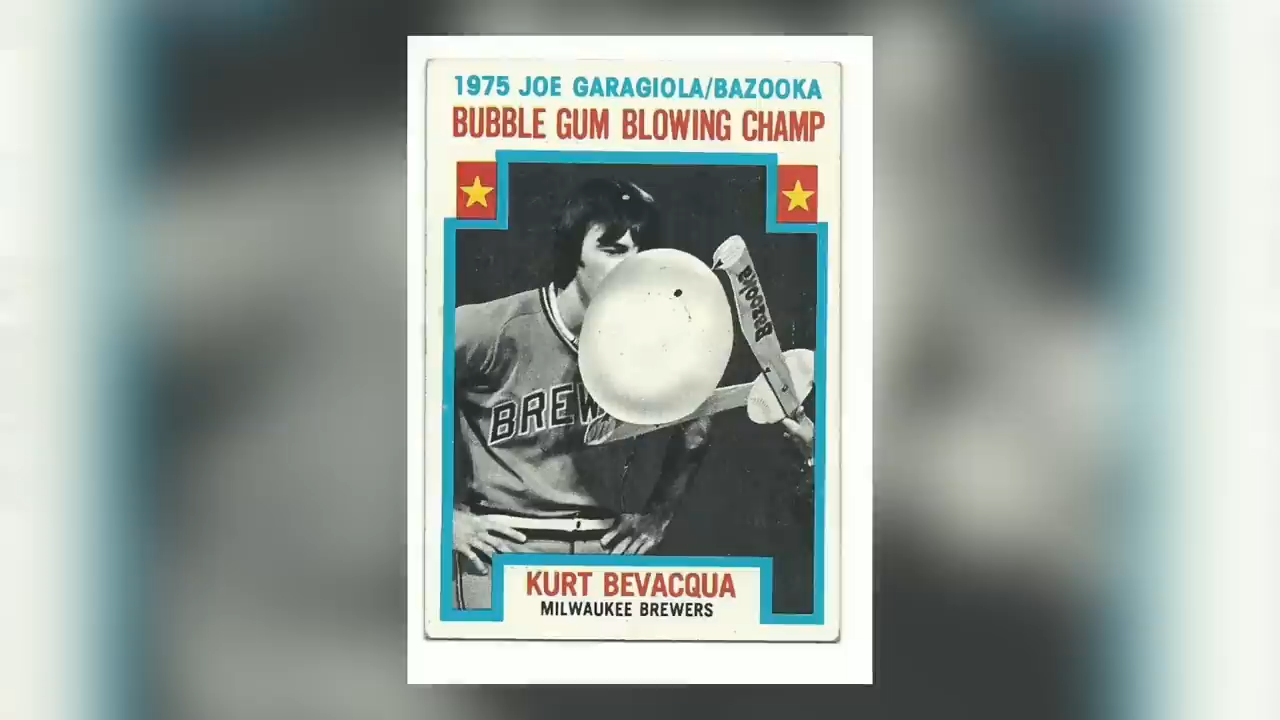 1975 JOE GARAGIOLA/BAZOOKA
BUBBLE GUM BLOWING CHAMP
Bazooka
BREW
KURT BEVACQUA
MILWAUKEE BREWERS